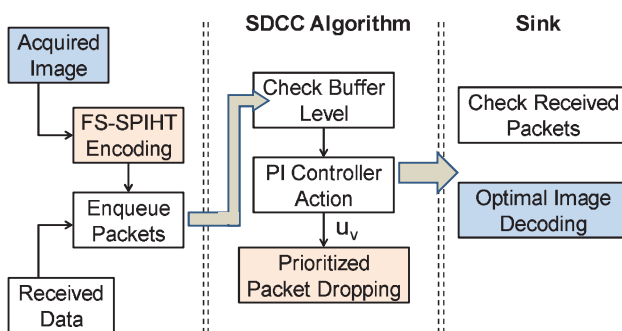 SDCC Algorithm
Sink
Acquired
Image
FS-SPIHT
Encoding
Enqueue
Packets
Received
Data
Check Buffer
Level
PI Controller
Action
u_v
Prioritized
Packet Dropping
Check Received
Packets
Optimal Image
Decoding